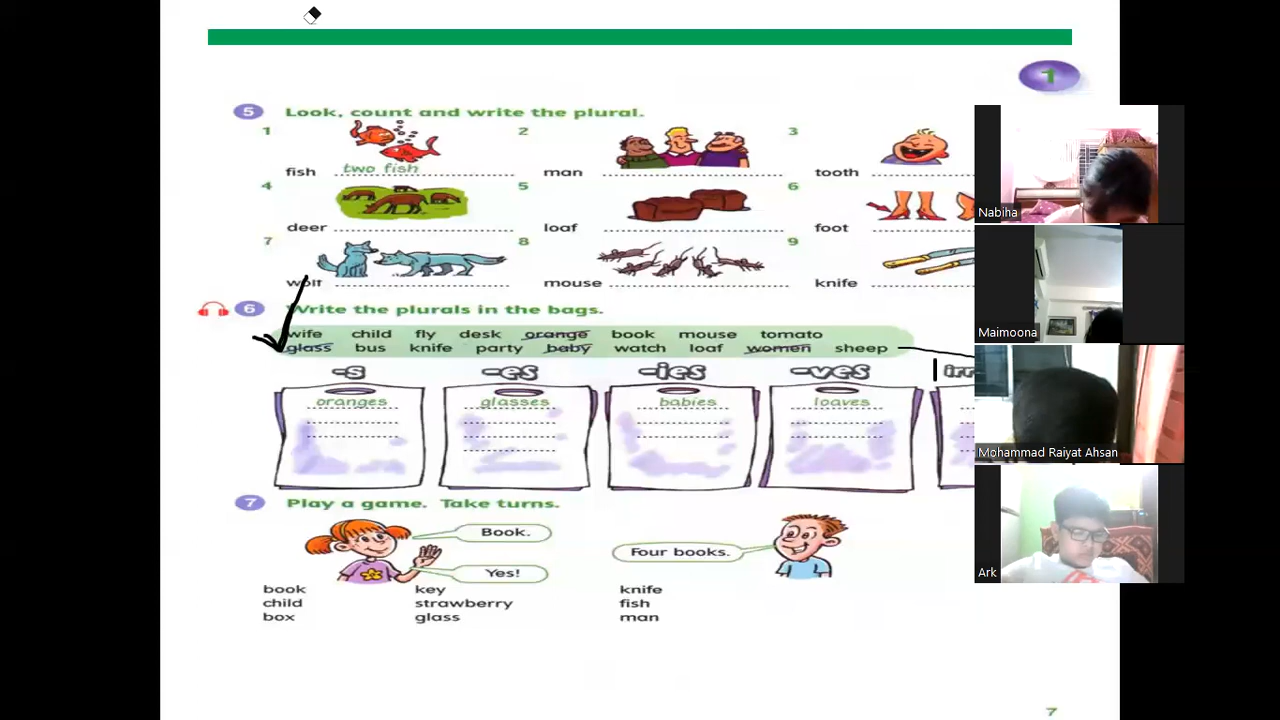 1
5 Look, count and write the plural.
1 2 3
fish two fish man tooth
4 5 6
deer loaf foot
7 8 9
wolf mouse knife
6 Write the plurals in the bags.
wife child fly desk orange book mouse tomato
glass bus knife party baby watch loaf women sheep
-s -es -ies -ves irr
oranges glasses babies loaves
7 Play a game. Take turns.
Book.
Four books.
Yes!
book key knife
child strawberry fish
box glass man
7
Nabiha
Maimoona
Mohammad Raiyat Ahsan
Ark